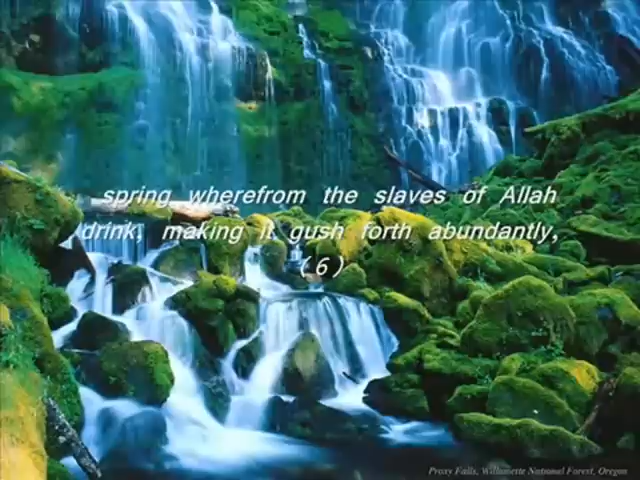 spring wherefrom the slaves of Allah
drink, making it gush forth abundantly,
(6)
Proxy Falls, Willamette National Forest, Oregon